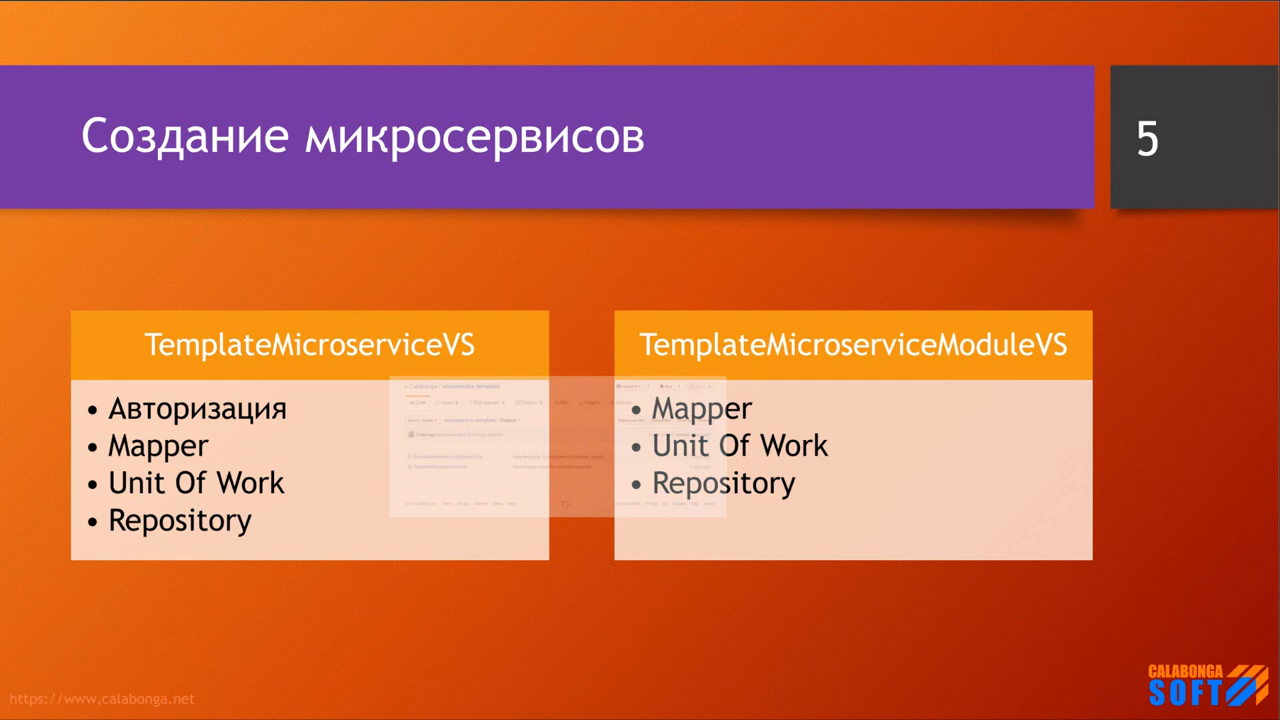 Создание микросервисов
5
TemplateMicroserviceVS
• Авторизация
• Mapper
• Unit Of Work
• Repository
TemplateMicroserviceModuleVS
• Mapper
• Unit Of Work
• Repository
https://www.calabonga.net
CALABONGA
SOFT